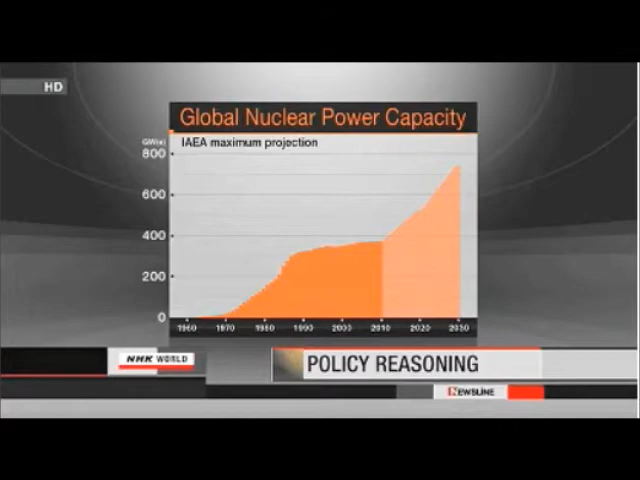 HD
Global Nuclear Power Capacity
GW(e)
IAEA maximum projection
800
600
400
200
0
1960 1970 1980 1990 2000 2010 2020 2030
NHK WORLD
POLICY REASONING
NEWSLINE